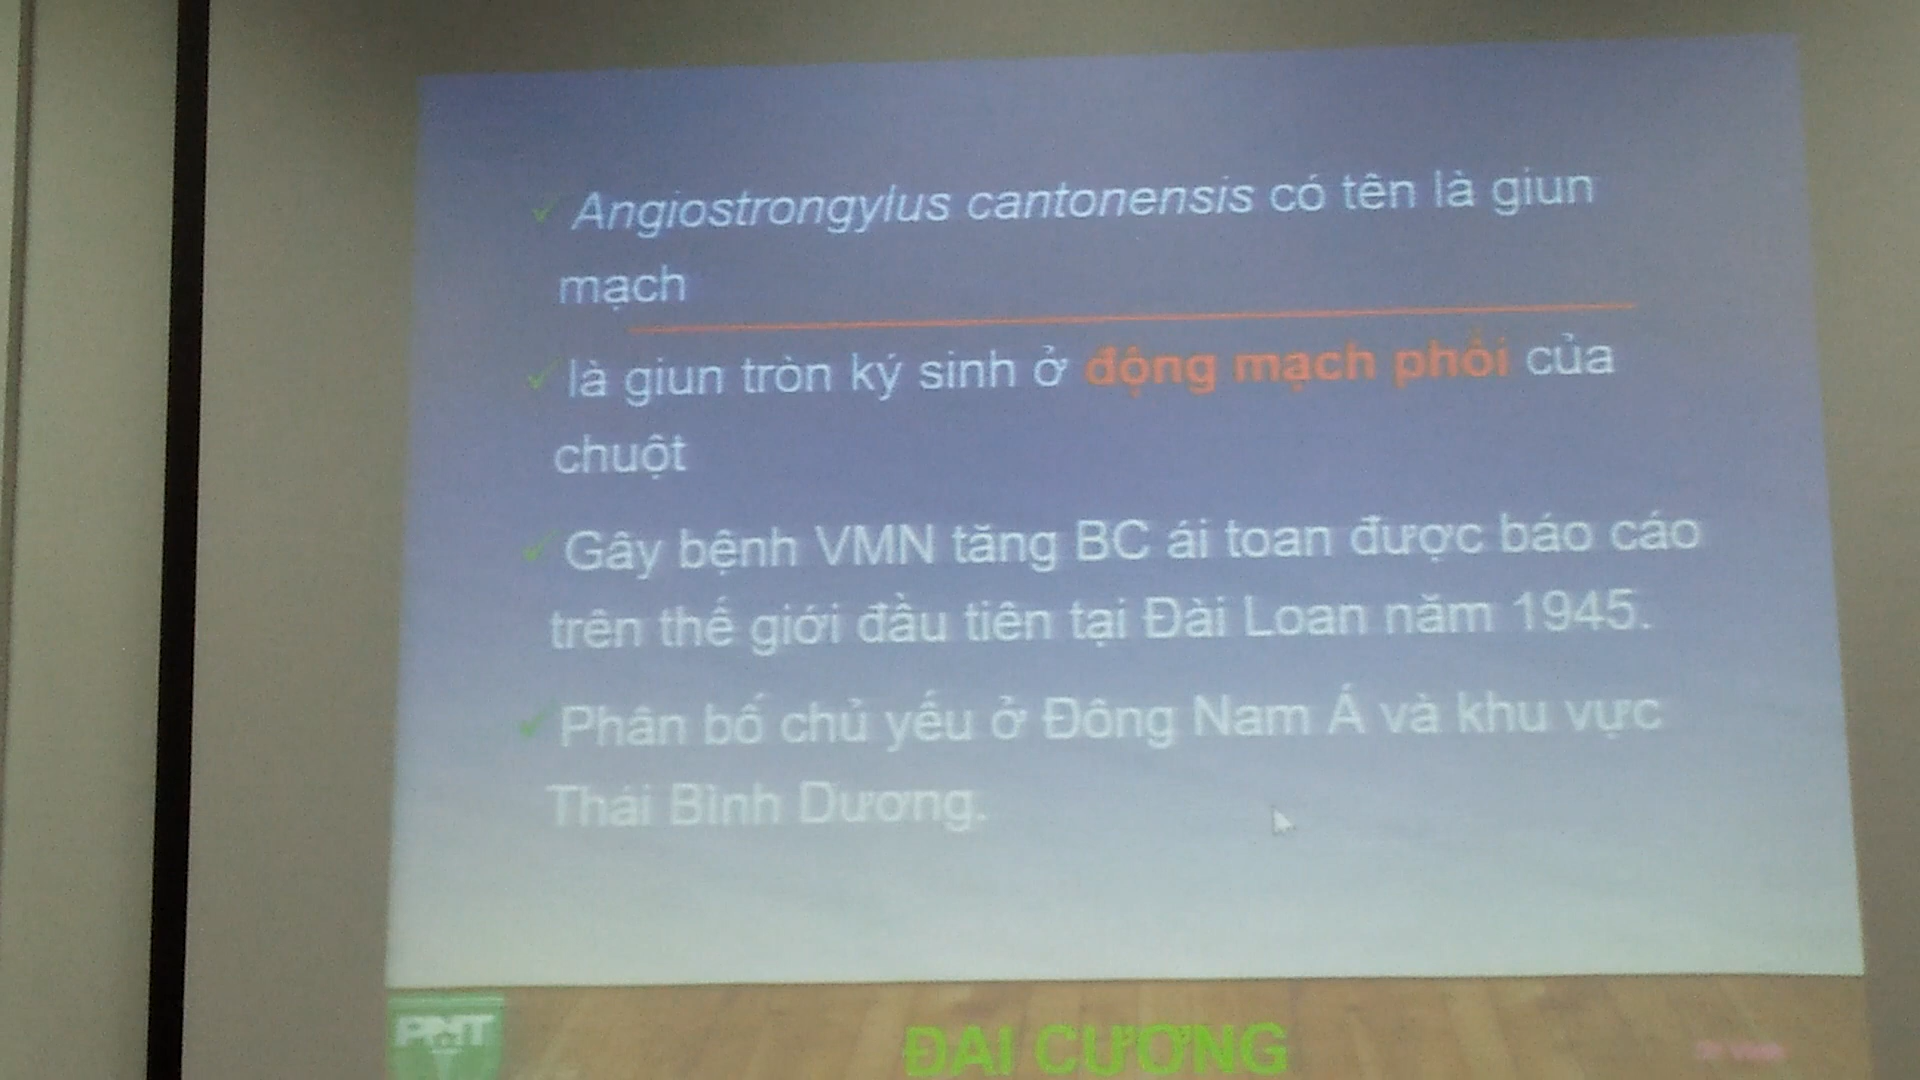 Angiostrongylus cantonensis có tên là giun
mạch
là giun tròn ký sinh ở động mạch phổi của
chuột
Gây bệnh VMN tăng BC ái toan được báo cáo
trên thế giới đầu tiên tại Đài Loan năm 1945.
Phân bố chủ yếu ở Đông Nam Á và khu vực
Thái Bình Dương.
PNT
ĐẠI CƯƠNG